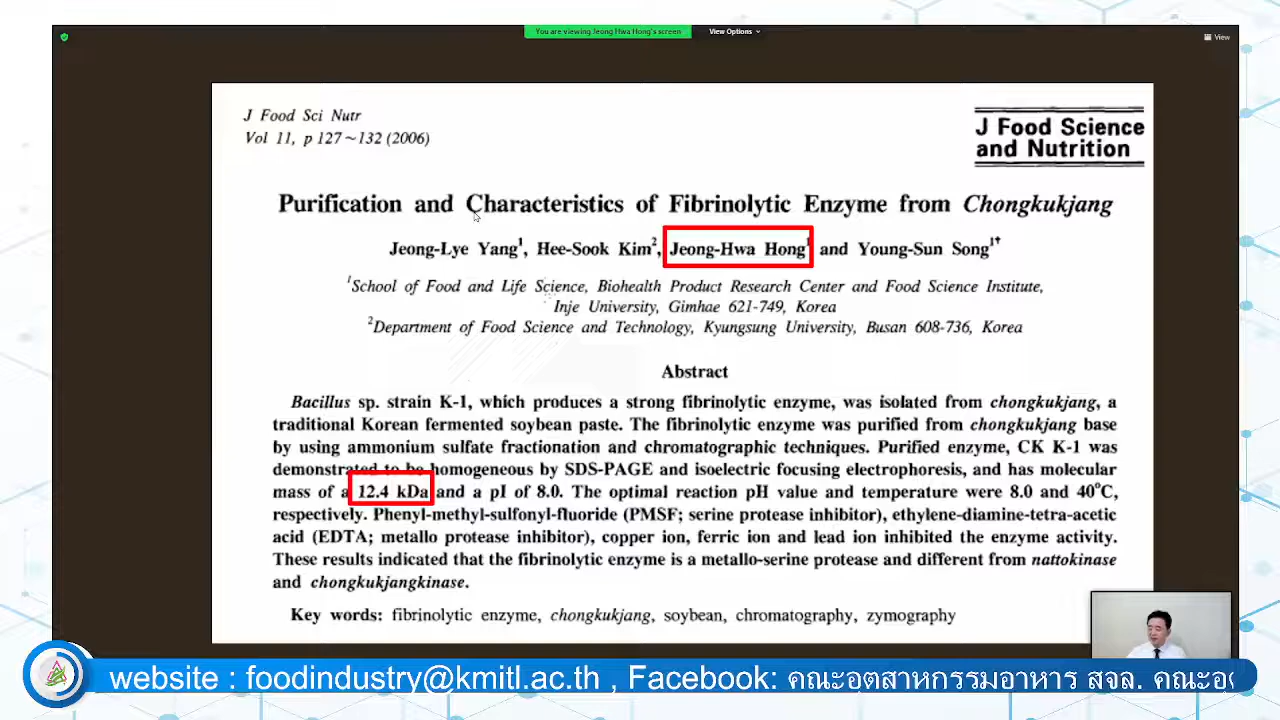 You are viewing Jeong Hwa Hong's screen
View Options
View
J Food Sci Nutr
Vol 11, p 127~132 (2006)
J Food Science
and Nutrition
Purification and Characteristics of Fibrinolytic Enzyme from Chongkukjang
Jeong-Lye Yang¹, Hee-Sook Kim², Jeong-Hwa Hong¹ and Young-Sun Song¹†
¹School of Food and Life Science, Biohealth Product Research Center and Food Science Institute,
Inje University, Gimhae 621-749, Korea
²Department of Food Science and Technology, Kyungsung University, Busan 608-736, Korea
Abstract
Bacillus sp. strain K-1, which produces a strong fibrinolytic enzyme, was isolated from chongkukjang, a
traditional Korean fermented soybean paste. The fibrinolytic enzyme was purified from chongkukjang base
by using ammonium sulfate fractionation and chromatographic techniques. Purified enzyme, CK K-1 was
demonstrated to be homogeneous by SDS-PAGE and isoelectric focusing electrophoresis, and has molecular
mass of a 12.4 kDa and a pI of 8.0. The optimal reaction pH value and temperature were 8.0 and 40°C,
respectively. Phenyl-methyl-sulfonyl-fluoride (PMSF; serine protease inhibitor), ethylene-diamine-tetra-acetic
acid (EDTA; metallo protease inhibitor), copper ion, ferric ion and lead ion inhibited the enzyme activity.
These results indicated that the fibrinolytic enzyme is a metallo-serine protease and different from nattokinase
and chongkukjangkinase.
Key words: fibrinolytic enzyme, chongkukjang, soybean, chromatography, zymography
website : foodindustry@kmitl.ac.th , Facebook: คณะอุตสาหกรรมอาหาร สจล. คณะอุต